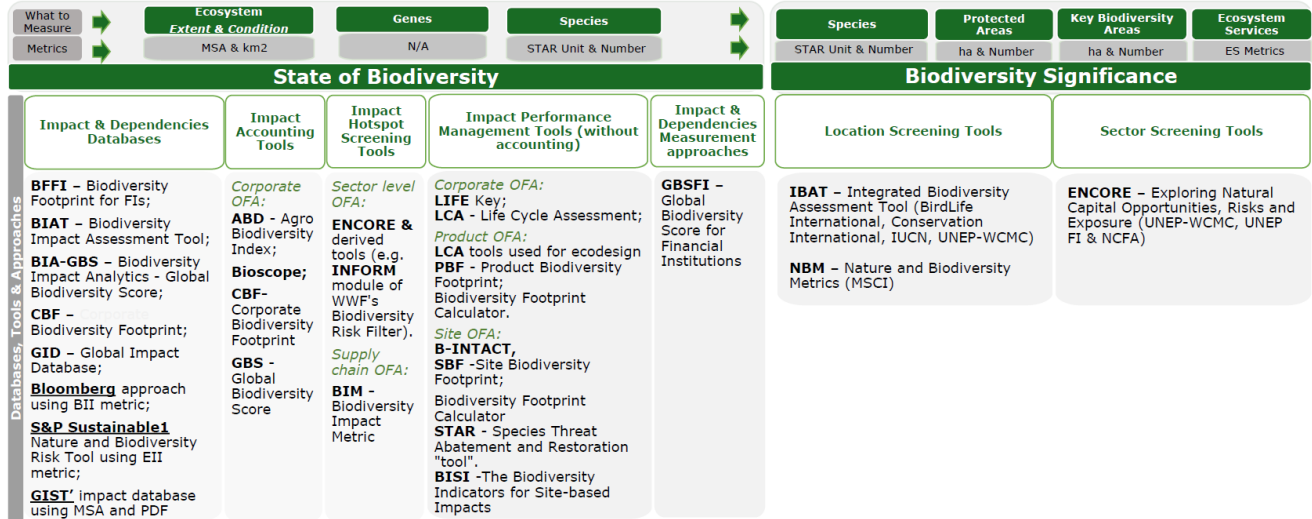 What to
Measure
Ecosystem
Extent & Condition
Genes
Species
Species
Protected
Areas
Key Biodiversity
Areas
Ecosystem
Services
Metrics
MSA & km2
N/A
STAR Unit & Number
STAR Unit & Number
ha & Number
ha & Number
ES Metrics
State of Biodiversity
Biodiversity Significance
Databases, Tools & Approaches
Impact & Dependencies
Databases
BFFI – Biodiversity
Footprint for FIs;
BIAT – Biodiversity
Impact Assessment Tool;
BIA-GBS – Biodiversity
Impact Analytics - Global
Biodiversity Score;
CBF – Corporate
Biodiversity Footprint;
GID – Global Impact
Database;
Bloomberg approach
using BII metric;
S&P Sustainable1
Nature and Biodiversity
Risk Tool using EII
metric;
GIST’ impact database
using MSA and PDF
Impact
Accounting
Tools
Corporate
OFA:
ABD - Agro
Biodiversity
Index;
Bioscope;
CBF-
Corporate
Biodiversity
Footprint
GBS -
Global
Biodiversity
Score
Impact
Hotspot
Screening
Tools
Sector level
OFA:
ENCORE &
derived
tools (e.g.
INFORM
module of
WWF's
Biodiversity
Risk Filter).
Supply
chain OFA:
BIM -
Biodiversity
Impact
Metric
Impact Performance
Management Tools (without
accounting)
Corporate OFA:
LIFE Key;
LCA - Life Cycle Assessment;
Product OFA:
LCA tools used for ecodesign
PBF - Product Biodiversity
Footprint;
Biodiversity Footprint
Calculator.
Site OFA:
B-INTACT,
SBF -Site Biodiversity
Footprint;
Biodiversity Footprint
Calculator
STAR - Species Threat
Abatement and Restoration
"tool".
BISI -The Biodiversity
Indicators for Site-based
Impacts
Impact &
Dependencies
Measurement
approaches
GBSFI –
Global
Biodiversity
Score for
Financial
Institutions
Location Screening Tools
IBAT – Integrated Biodiversity
Assessment Tool (BirdLife
International, Conservation
International, IUCN, UNEP-WCMC)
NBM – Nature and Biodiversity
Metrics (MSCI)
Sector Screening Tools
ENCORE – Exploring Natural
Capital Opportunities, Risks and
Exposure (UNEP-WCMC, UNEP
FI & NCFA)